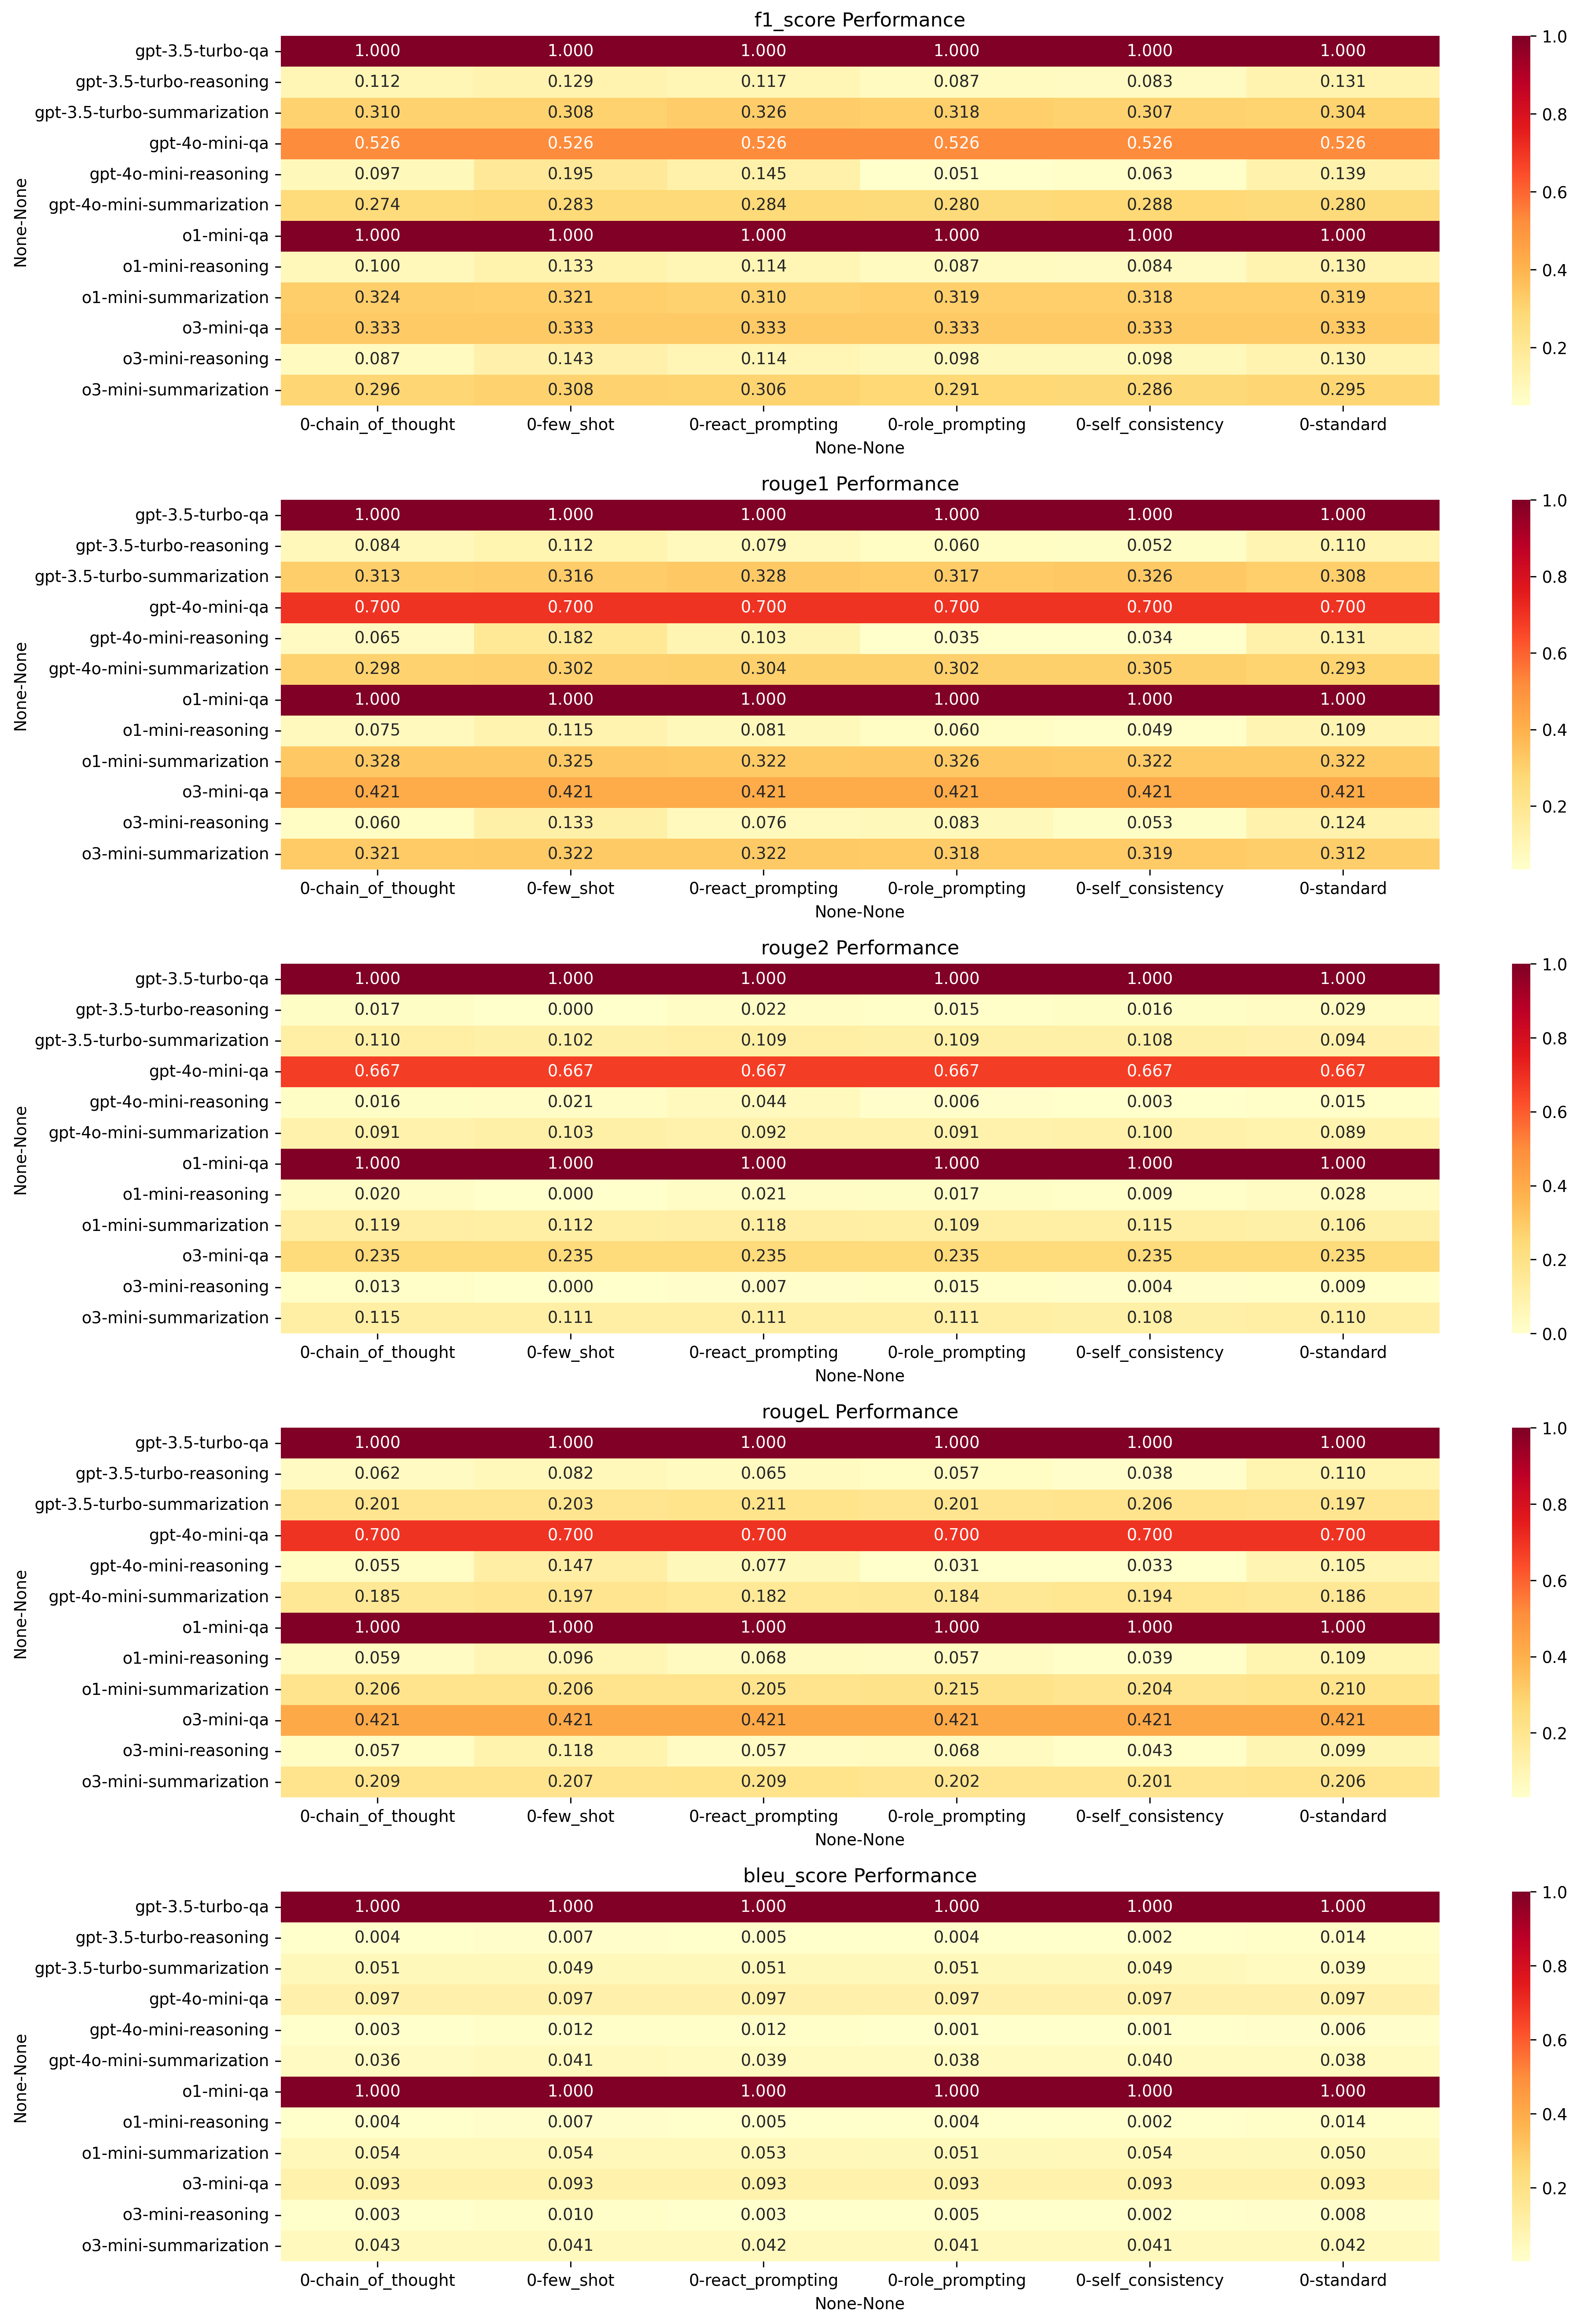 f1_score Performance
gpt-3.5-turbo-qa 1.000 1.000 1.000 1.000 1.000 1.000 1.0
gpt-3.5-turbo-reasoning 0.112 0.129 0.117 0.087 0.083 0.131
gpt-3.5-turbo-summarization 0.310 0.308 0.326 0.318 0.307 0.304 0.8
gpt-4o-mini-qa 0.526 0.526 0.526 0.526 0.526 0.526
gpt-4o-mini-reasoning 0.097 0.195 0.145 0.051 0.063 0.139
gpt-4o-mini-summarization 0.274 0.283 0.284 0.280 0.288 0.280 0.6
None-None
o1-mini-qa 1.000 1.000 1.000 1.000 1.000 1.000
o1-mini-reasoning 0.100 0.133 0.114 0.087 0.084 0.130 0.4
o1-mini-summarization 0.324 0.321 0.310 0.319 0.318 0.319
o3-mini-qa 0.333 0.333 0.333 0.333 0.333 0.333
o3-mini-reasoning 0.087 0.143 0.114 0.098 0.098 0.130 0.2
o3-mini-summarization 0.296 0.308 0.306 0.291 0.286 0.295
0-chain_of_thought 0-few_shot 0-react_prompting 0-role_prompting 0-self_consistency 0-standard
None-None
rouge1 Performance
gpt-3.5-turbo-qa 1.000 1.000 1.000 1.000 1.000 1.000 1.0
gpt-3.5-turbo-reasoning 0.084 0.112 0.079 0.060 0.052 0.110
gpt-3.5-turbo-summarization 0.313 0.316 0.328 0.317 0.326 0.308 0.8
gpt-4o-mini-qa 0.700 0.700 0.700 0.700 0.700 0.700
gpt-4o-mini-reasoning 0.065 0.182 0.103 0.035 0.034 0.131
gpt-4o-mini-summarization 0.298 0.302 0.304 0.302 0.305 0.293 0.6
None-None
o1-mini-qa 1.000 1.000 1.000 1.000 1.000 1.000
o1-mini-reasoning 0.075 0.115 0.081 0.060 0.049 0.109 0.4
o1-mini-summarization 0.328 0.325 0.322 0.326 0.322 0.322
o3-mini-qa 0.421 0.421 0.421 0.421 0.421 0.421
o3-mini-reasoning 0.060 0.133 0.076 0.083 0.053 0.124 0.2
o3-mini-summarization 0.321 0.322 0.322 0.318 0.319 0.312
0-chain_of_thought 0-few_shot 0-react_prompting 0-role_prompting 0-self_consistency 0-standard
None-None
rouge2 Performance
gpt-3.5-turbo-qa 1.000 1.000 1.000 1.000 1.000 1.000 1.0
gpt-3.5-turbo-reasoning 0.017 0.000 0.022 0.015 0.016 0.029
gpt-3.5-turbo-summarization 0.110 0.102 0.109 0.109 0.108 0.094 0.8
gpt-4o-mini-qa 0.667 0.667 0.667 0.667 0.667 0.667
gpt-4o-mini-reasoning 0.016 0.021 0.044 0.006 0.003 0.015 0.6
gpt-4o-mini-summarization 0.091 0.103 0.092 0.091 0.100 0.089
None-None
o1-mini-qa 1.000 1.000 1.000 1.000 1.000 1.000
o1-mini-reasoning 0.020 0.000 0.021 0.017 0.009 0.028 0.4
o1-mini-summarization 0.119 0.112 0.118 0.109 0.115 0.106
o3-mini-qa 0.235 0.235 0.235 0.235 0.235 0.235 0.2
o3-mini-reasoning 0.013 0.000 0.007 0.015 0.004 0.009
o3-mini-summarization 0.115 0.111 0.111 0.111 0.108 0.110 0.0
0-chain_of_thought 0-few_shot 0-react_prompting 0-role_prompting 0-self_consistency 0-standard
None-None
rougeL Performance
gpt-3.5-turbo-qa 1.000 1.000 1.000 1.000 1.000 1.000 1.0
gpt-3.5-turbo-reasoning 0.062 0.082 0.065 0.057 0.038 0.110
gpt-3.5-turbo-summarization 0.201 0.203 0.211 0.201 0.206 0.197 0.8
gpt-4o-mini-qa 0.700 0.700 0.700 0.700 0.700 0.700
gpt-4o-mini-reasoning 0.055 0.147 0.077 0.031 0.033 0.105
gpt-4o-mini-summarization 0.185 0.197 0.182 0.184 0.194 0.186 0.6
None-None
o1-mini-qa 1.000 1.000 1.000 1.000 1.000 1.000
o1-mini-reasoning 0.059 0.096 0.068 0.057 0.039 0.109 0.4
o1-mini-summarization 0.206 0.206 0.205 0.215 0.204 0.210
o3-mini-qa 0.421 0.421 0.421 0.421 0.421 0.421
o3-mini-reasoning 0.057 0.118 0.057 0.068 0.043 0.099 0.2
o3-mini-summarization 0.209 0.207 0.209 0.202 0.201 0.206
0-chain_of_thought 0-few_shot 0-react_prompting 0-role_prompting 0-self_consistency 0-standard
None-None
bleu_score Performance
gpt-3.5-turbo-qa 1.000 1.000 1.000 1.000 1.000 1.000 1.0
gpt-3.5-turbo-reasoning 0.004 0.007 0.005 0.004 0.002 0.014
gpt-3.5-turbo-summarization 0.051 0.049 0.051 0.051 0.049 0.039 0.8
gpt-4o-mini-qa 0.097 0.097 0.097 0.097 0.097 0.097
gpt-4o-mini-reasoning 0.003 0.012 0.012 0.001 0.001 0.006
gpt-4o-mini-summarization 0.036 0.041 0.039 0.038 0.040 0.038 0.6
None-None
o1-mini-qa 1.000 1.000 1.000 1.000 1.000 1.000
o1-mini-reasoning 0.004 0.007 0.005 0.004 0.002 0.014 0.4
o1-mini-summarization 0.054 0.054 0.053 0.051 0.054 0.050
o3-mini-qa 0.093 0.093 0.093 0.093 0.093 0.093 0.2
o3-mini-reasoning 0.003 0.010 0.003 0.005 0.002 0.008
o3-mini-summarization 0.043 0.041 0.042 0.041 0.041 0.042
0-chain_of_thought 0-few_shot 0-react_prompting 0-role_prompting 0-self_consistency 0-standard
None-None